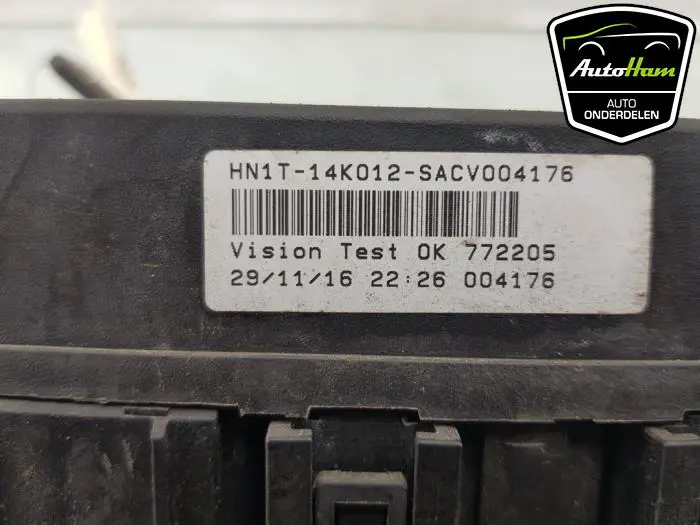 AutoHam
AUTO
ONDERDELEN
HN1T-14K012-SACV004176
Vision Test OK 772205
29/11/16 22:26 004176